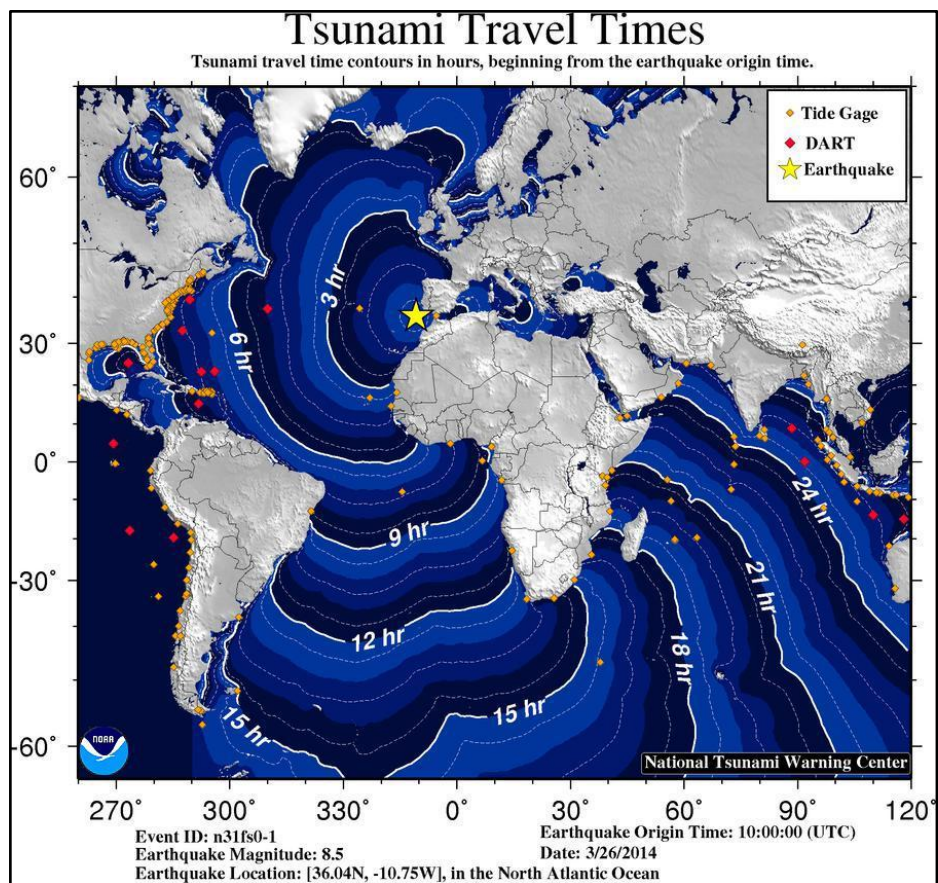 Tsunami Travel Times
Tsunami travel time contours in hours, beginning from the earthquake origin time.
Tide Gage
DART
Earthquake
60°
30°
0°
-30°
-60°
3 hr
6 hr
9 hr
12 hr
15 hr
15 hr
18 hr
21 hr
24 hr
NOAA
National Tsunami Warning Center
270° 300° 330° 0° 30° 60° 90° 120°
Event ID: n31fs0-1
Earthquake Magnitude: 8.5
Earthquake Location: [36.04N, -10.75W], in the North Atlantic Ocean
Earthquake Origin Time: 10:00:00 (UTC)
Date: 3/26/2014